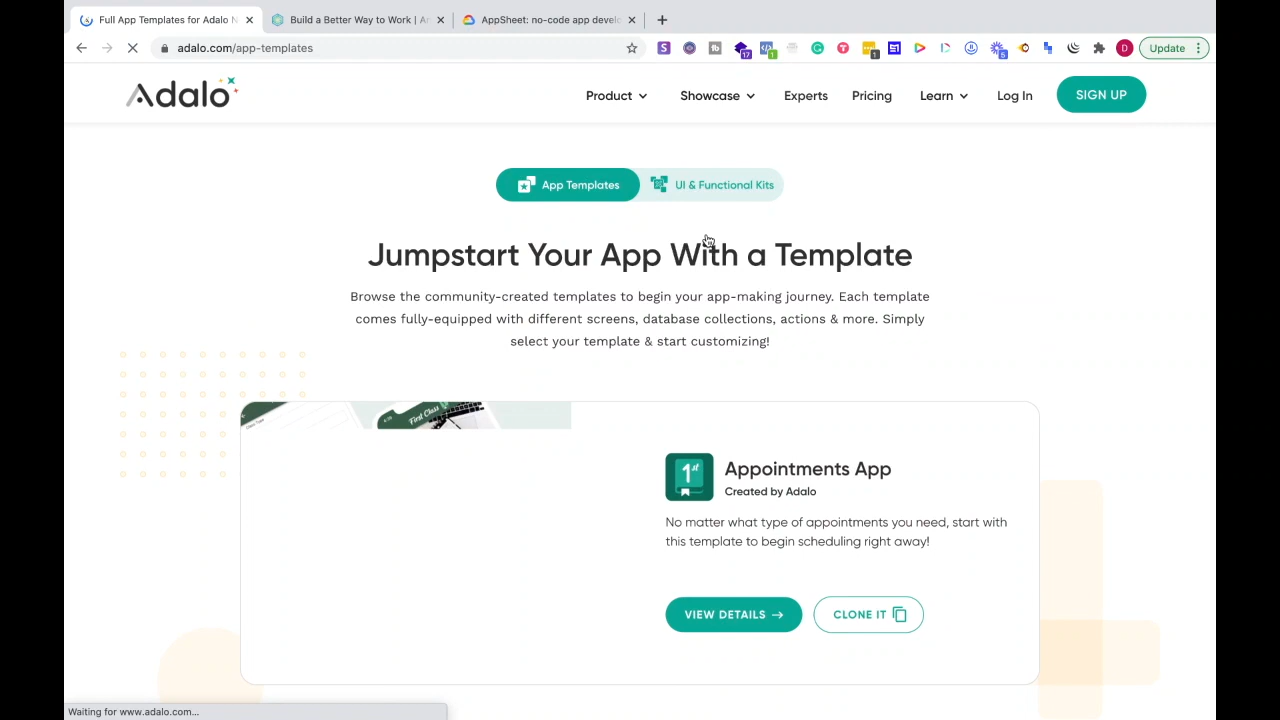 Full App Templates for Adalo N
Build a Better Way to Work | An
AppSheet: no-code app develo
adalo.com/app-templates
Update
Adalo
Product
Showcase
Experts
Pricing
Learn
Log In
SIGN UP
App Templates
UI & Functional Kits
Jumpstart Your App With a Template
Browse the community-created templates to begin your app-making journey. Each template
comes fully-equipped with different screens, database collections, actions & more. Simply
select your template & start customizing!
First Class
1st
Appointments App
Created by Adalo
No matter what type of appointments you need, start with
this template to begin scheduling right away!
VIEW DETAILS
CLONE IT
Waiting for www.adalo.com...